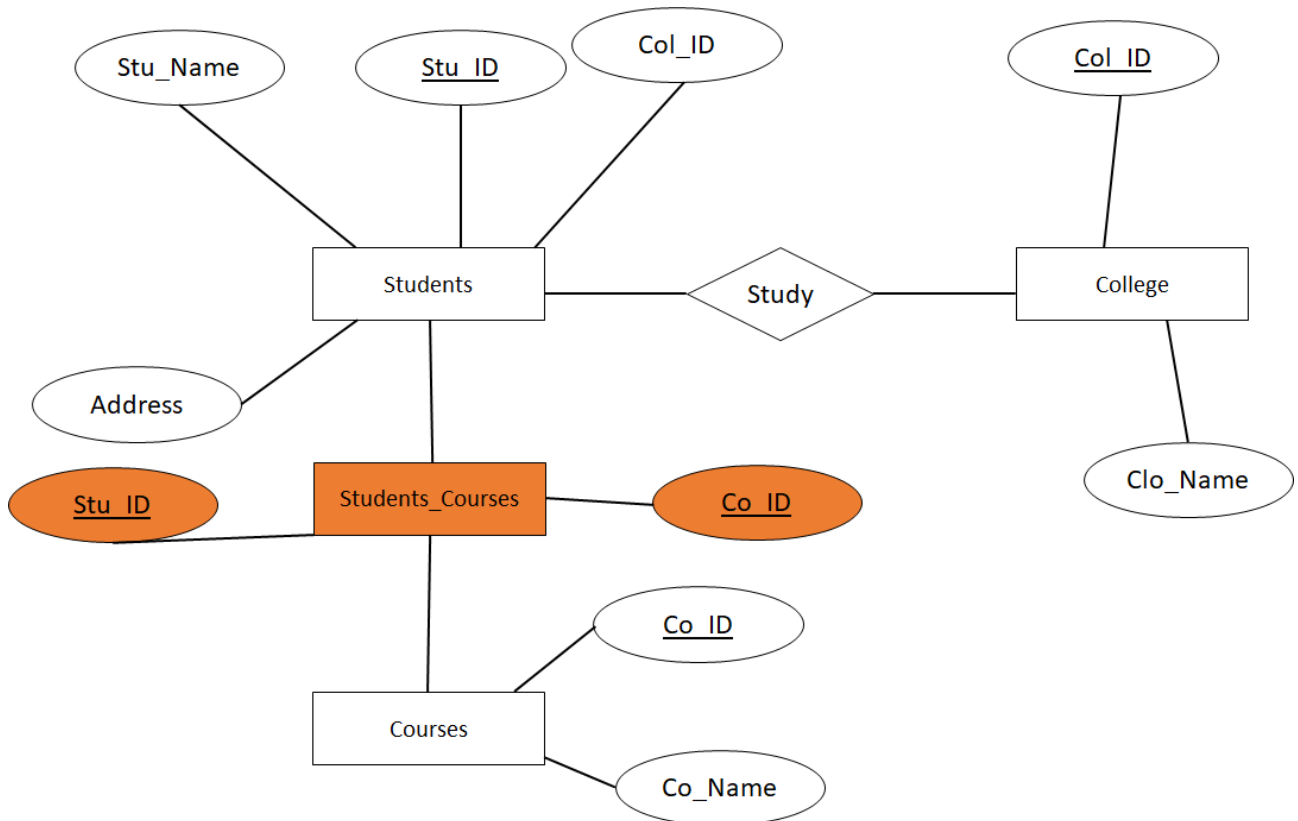 Stu_Name
Stu_ID
Col_ID
Col_ID
Students
Study
College
Address
Stu_ID
Students_Courses
Co_ID
Clo_Name
Co_ID
Courses
Co_Name